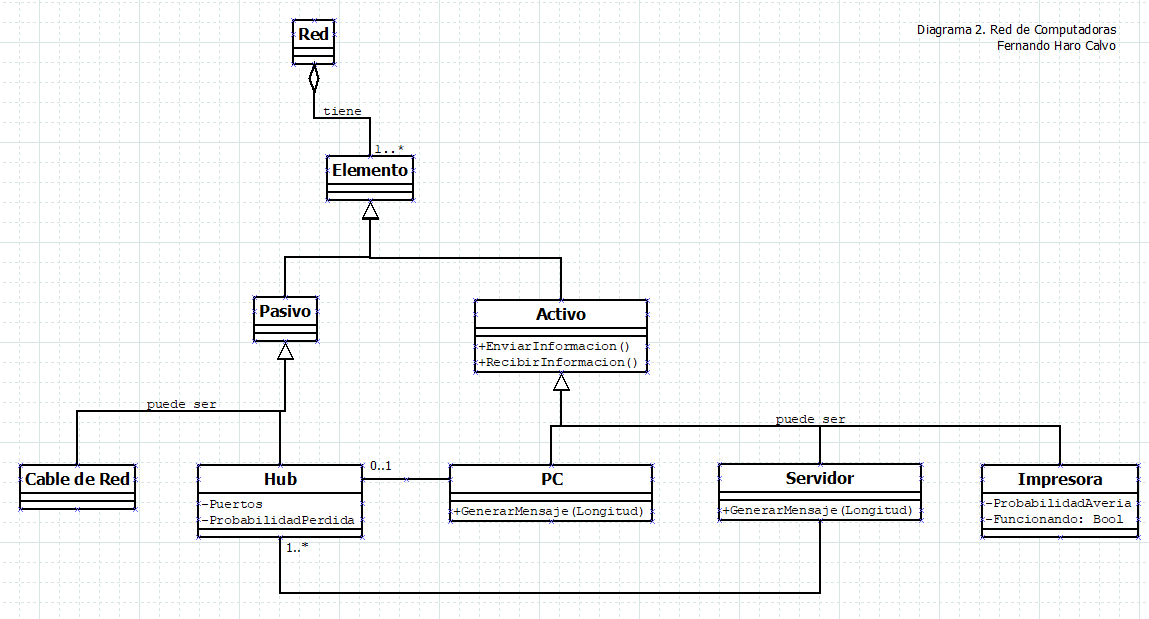 Red
Diagrama 2. Red de Computadoras
Fernando Haro Calvo
tiene
1..*
Elemento
Pasivo
Activo
+EnviarInformacion()
+RecibirInformacion()
puede ser
puede ser
Cable de Red
Hub
-Puertos
-ProbabilidadPerdida
0..1
1..*
PC
+GenerarMensaje(Longitud)
Servidor
+GenerarMensaje(Longitud)
Impresora
-ProbabilidadAveria
-Funcionando: Bool